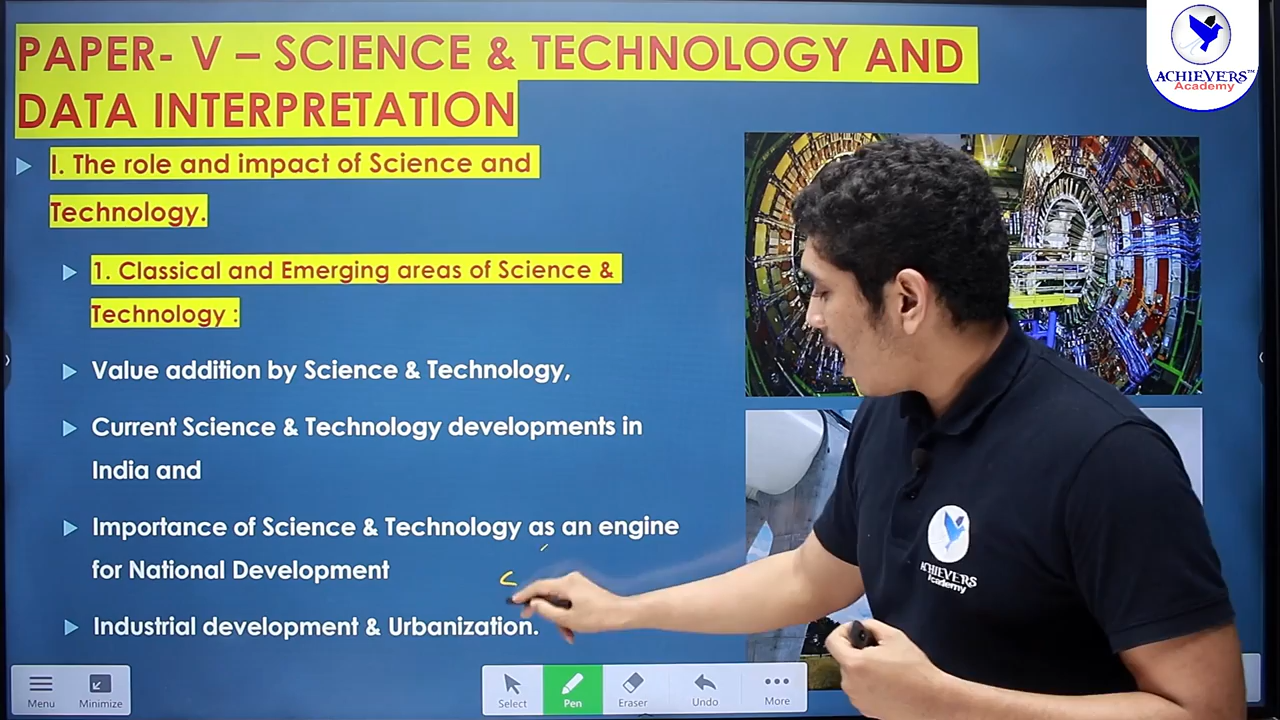 PAPER- V – SCIENCE & TECHNOLOGY AND
DATA INTERPRETATION
I. The role and impact of Science and
Technology.
1. Classical and Emerging areas of Science &
Technology :
Value addition by Science & Technology,
Current Science & Technology developments in
India and
Importance of Science & Technology as an engine
for National Development
Industrial development & Urbanization.
Menu
Minimize
Select
Pen
Eraser
Undo
More
ACHIEVERS™
Academy
ACHIEVERS
Academy